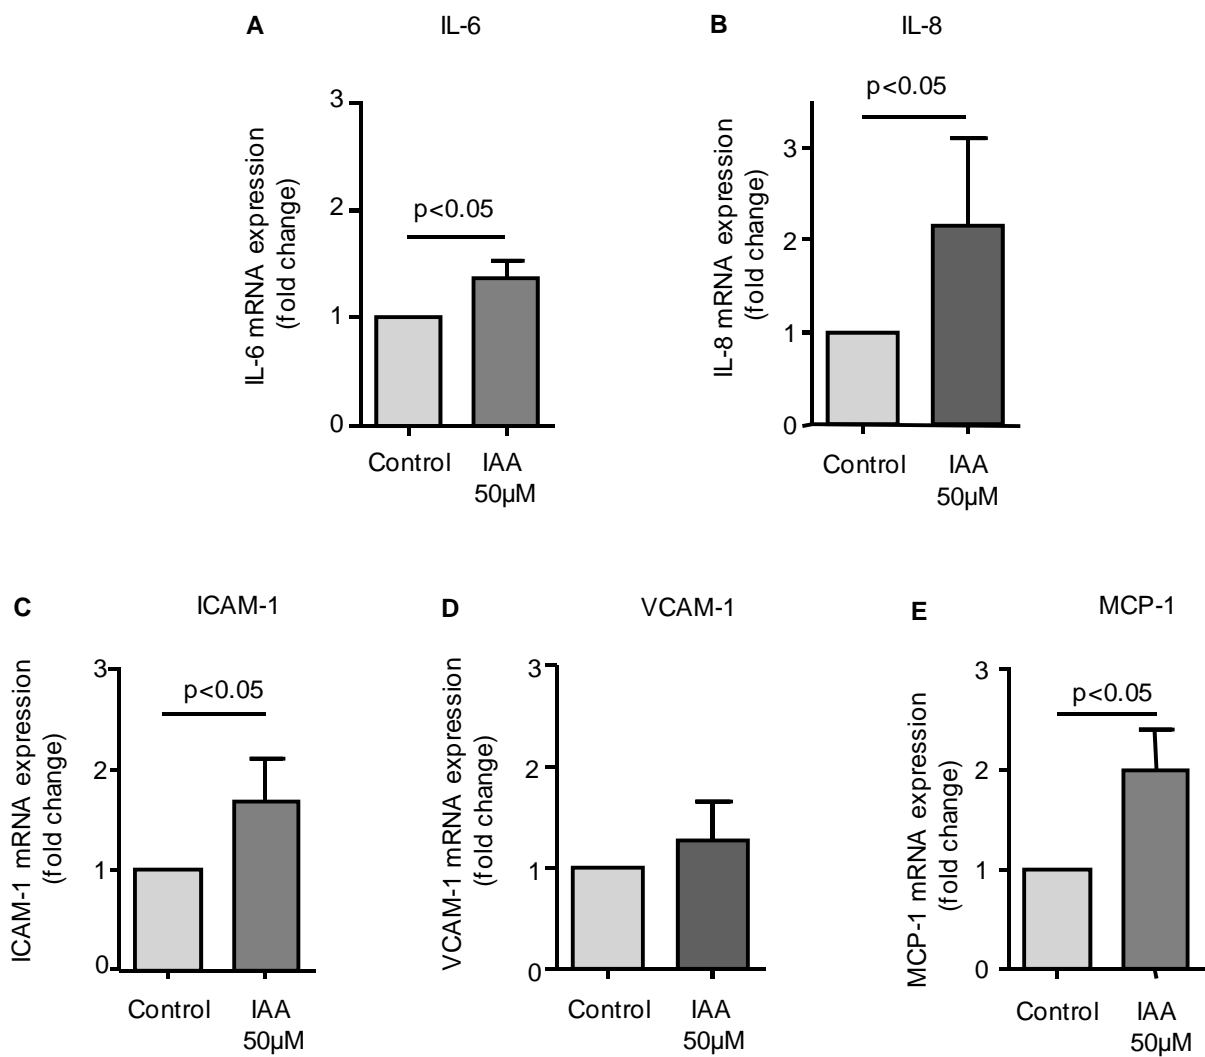 A
IL-6
IL-6 mRNA expression
(fold change)
3
2
1
0
p<0.05
Control
IAA
50µM
B
IL-8
IL-8 mRNA expression
(fold change)
3
2
1
0
p<0.05
Control
IAA
50µM
C
ICAM-1
ICAM-1 mRNA expression
(fold change)
3
2
1
0
p<0.05
Control
IAA
50µM
D
VCAM-1
VCAM-1 mRNA expression
(fold change)
3
2
1
0
Control
IAA
50µM
E
MCP-1
MCP-1 mRNA expression
(fold change)
3
2
1
0
p<0.05
Control
IAA
50µM